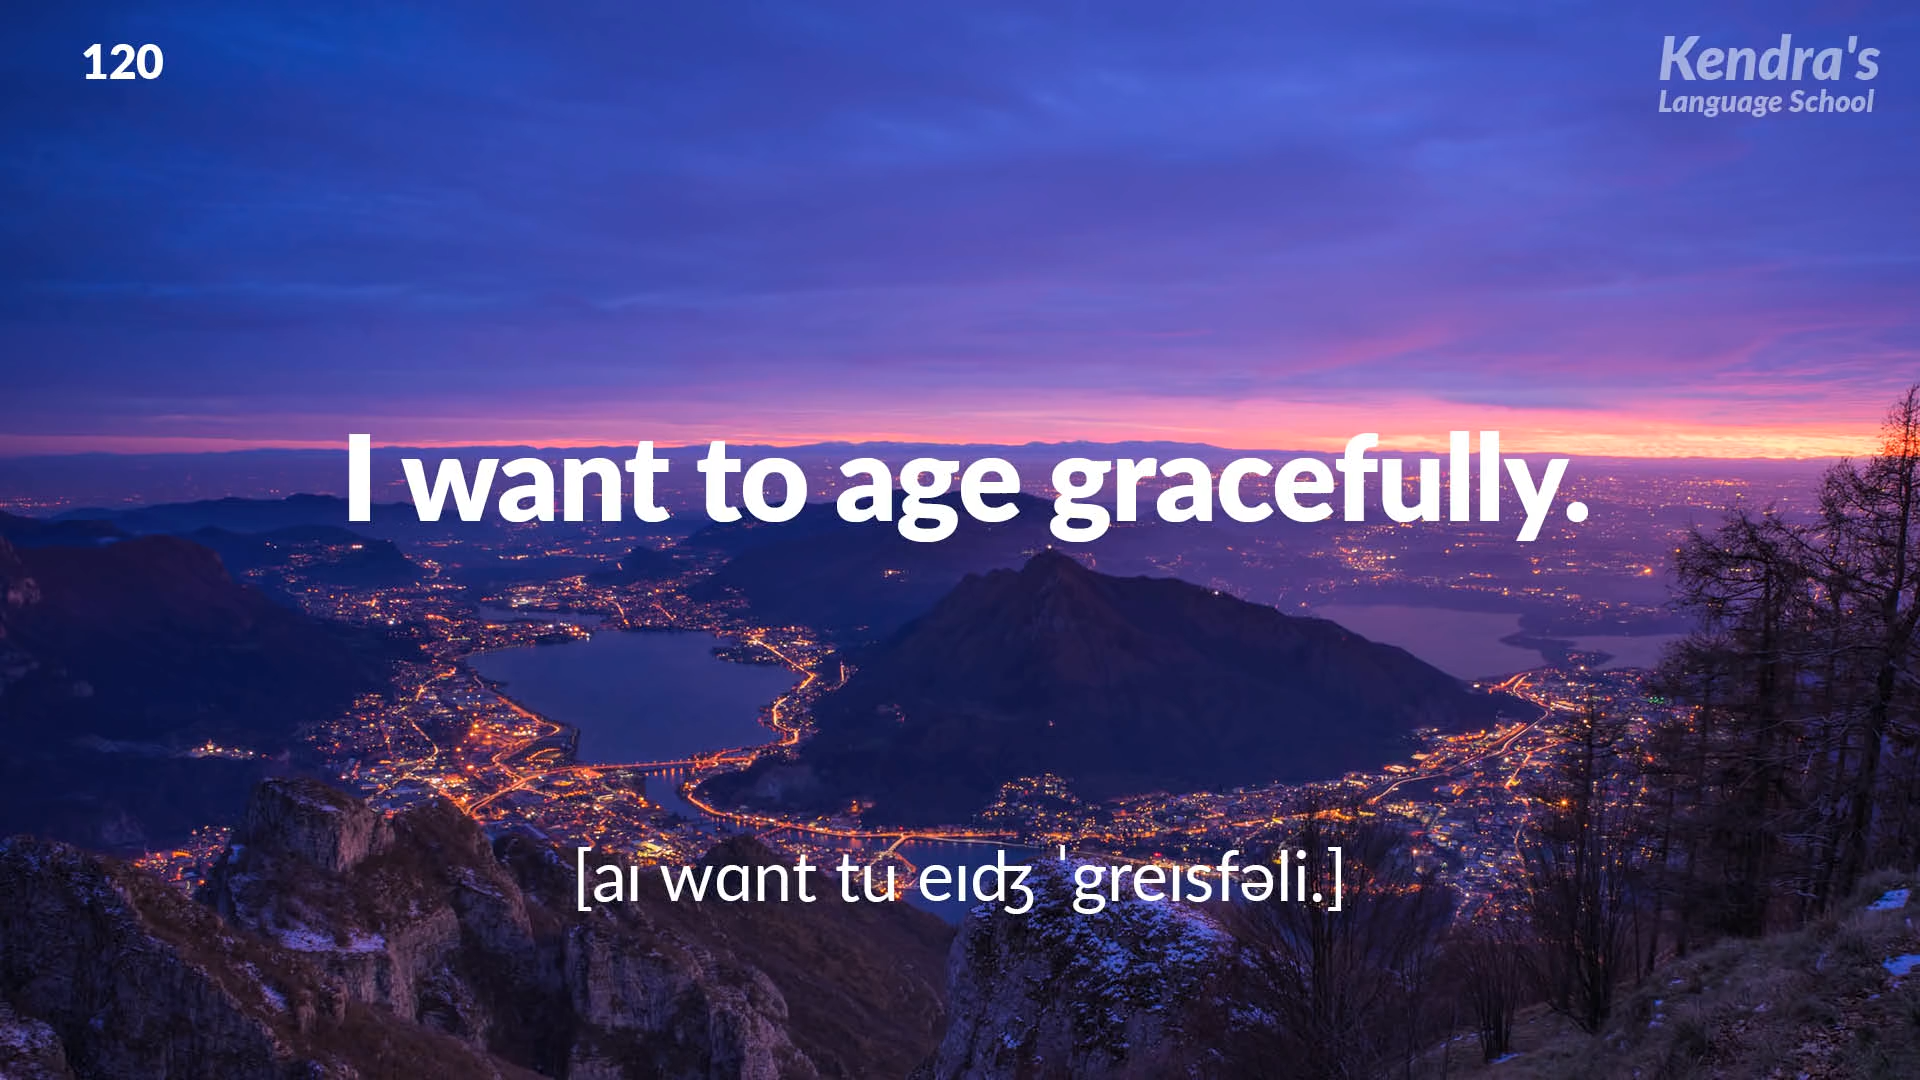 120
Kendra's
Language School
I want to age gracefully.
[aɪ wɑnt tu eɪʤ ˈgreɪsfəli.]